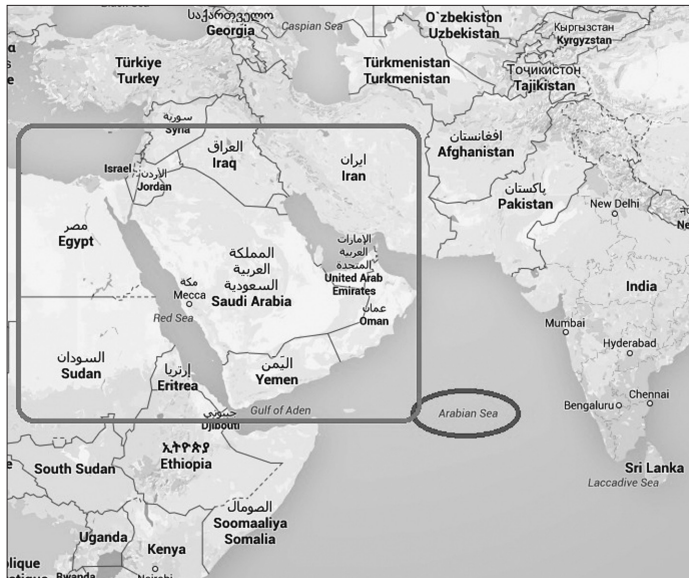 Caspian Sea
საქართველო
Georgia
O`zbekiston
Uzbekistan
Кыргызстан
Kyrgyzstan
Türkiye
Turkey
Türkmenistan
Turkmenistan
Тоҷикистон
Tajikistan
سورية
Syria
العراق
Iraq
ايران
Iran
افغانستان
Afghanistan
Israel
الأردن
Jordan
پاکستان
Pakistan
New Delhi
مصر
Egypt
المملكة
العربية
السعودية
Saudi Arabia
الإمارات
العربية
المتحدة
United Arab
Emirates
مكة
Mecca
Red Sea
عمان
Oman
India
Mumbai
Hyderabad
السودان
Sudan
إرتريا
Eritrea
اليمن
Yemen
جيبوتي
Djibouti
Gulf of Aden
Arabian Sea
Bengaluru
Chennai
ኢትዮጵያ
Ethiopia
South Sudan
Sri Lanka
Laccadive Sea
الصومال
Soomaaliya
Somalia
Uganda
Kenya
Nairobi
Rwanda